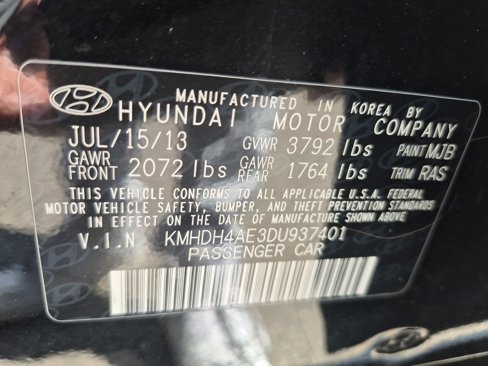 MANUFACTURED IN KOREA BY
HYUNDAI MOTOR COMPANY
JUL/15/13 GVWR 3792 lbs PAINT MJB
GAWR FRONT 2072 lbs GAWR REAR 1764 lbs TRIM RAS
THIS VEHICLE CONFORMS TO ALL APPLICABLE U.S.A. FEDERAL
MOTOR VEHICLE SAFETY, BUMPER, AND THEFT PREVENTION STANDARDS
IN EFFECT ON THE DATE OF MANUFACTURE SHOWN ABOVE.
V.I.N KMHDH4AE3DU937401
PASSENGER CAR